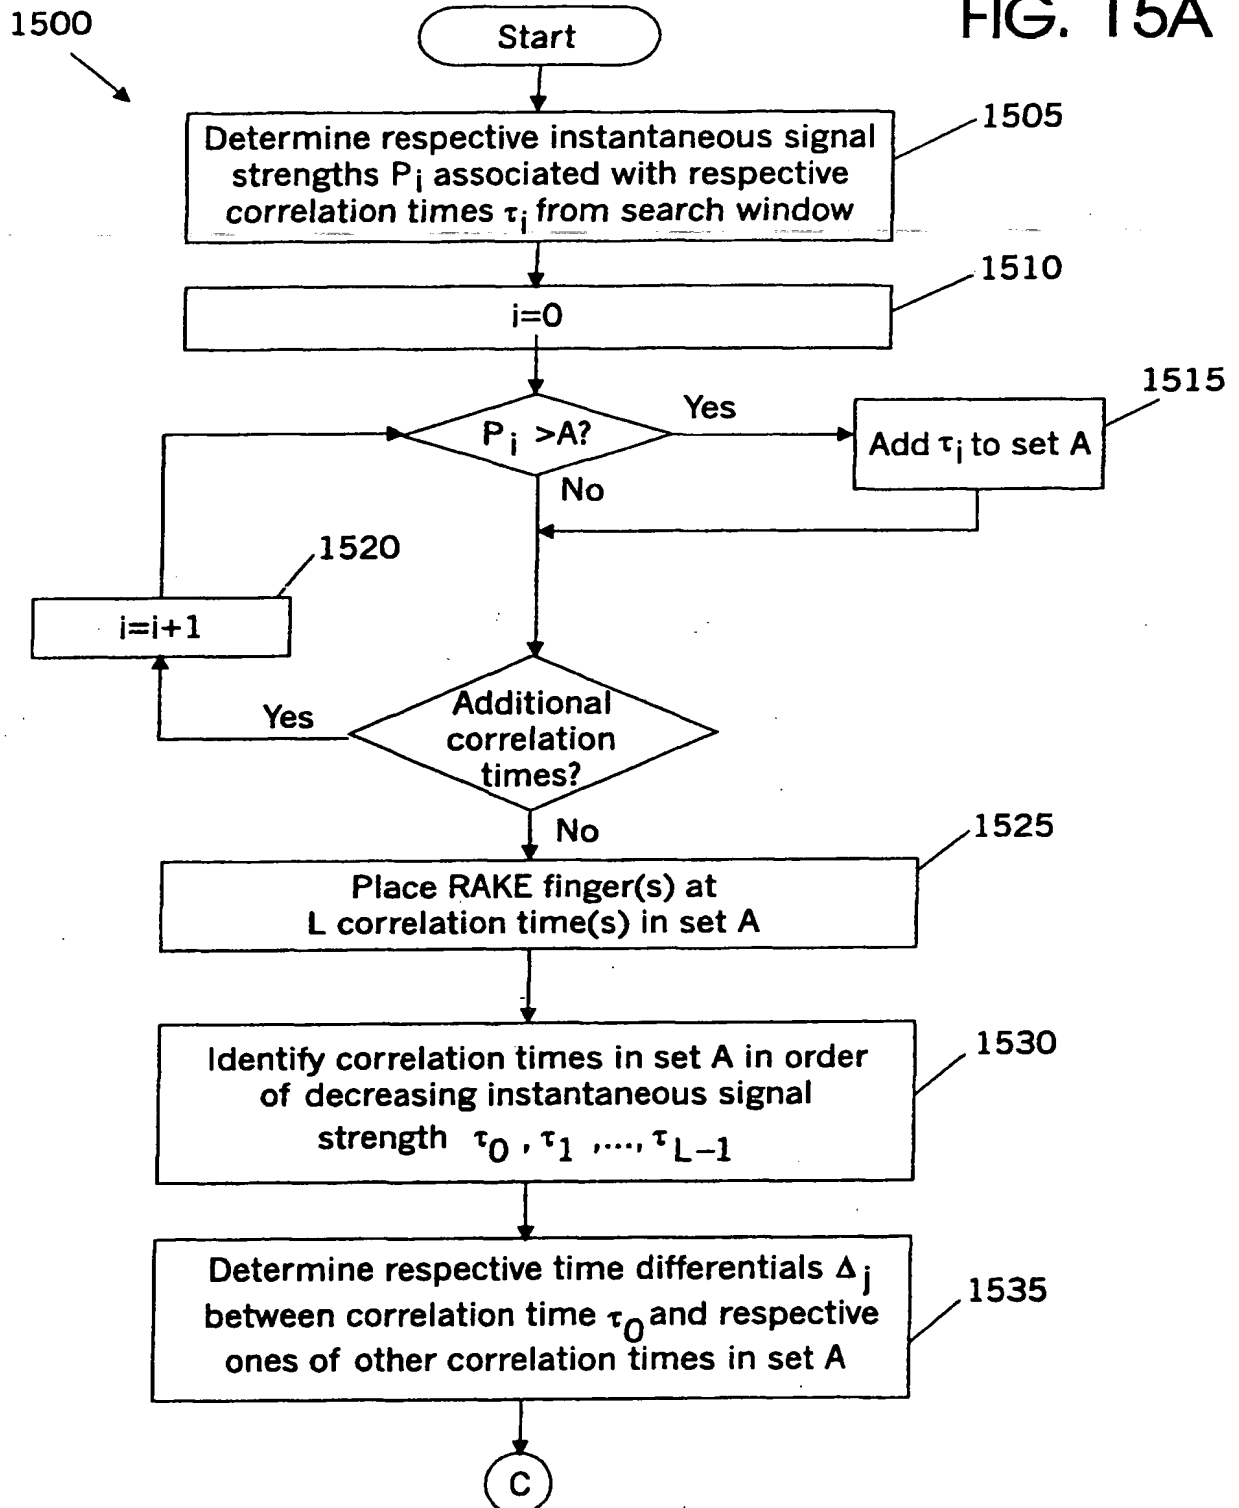 1500
FIG. 15A
Start
Determine respective instantaneous signal
strengths Pi associated with respective
correlation times τi from search window
1505
i=0
1510
Pi >A?
Yes
No
Add τi to set A
1515
1520
i=i+1
Additional
correlation
times?
Yes
No
Place RAKE finger(s) at
L correlation time(s) in set A
1525
Identify correlation times in set A in order
of decreasing instantaneous signal
strength τ0 , τ1 ,..., τL-1
1530
Determine respective time differentials Δj
between correlation time τ0 and respective
ones of other correlation times in set A
1535
C